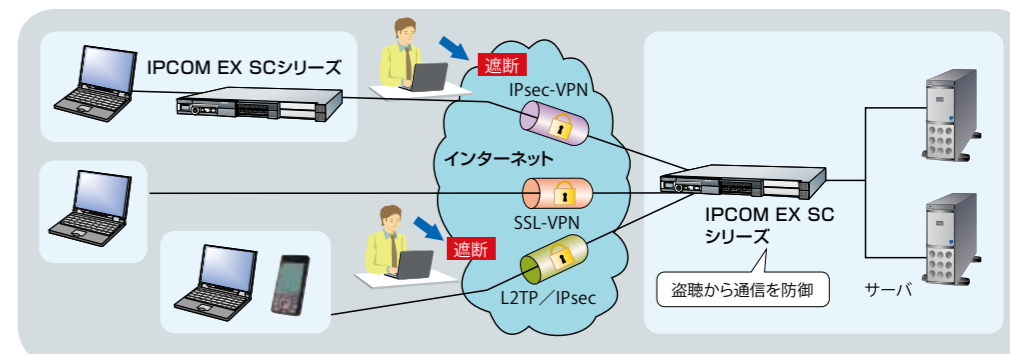 IPCOM EX SCシリーズ
遮断
IPsec-VPN
インターネット
SSL-VPN
遮断
L2TP／IPsec
IPCOM EX SC
シリーズ
盗聴から通信を防御
サーバ